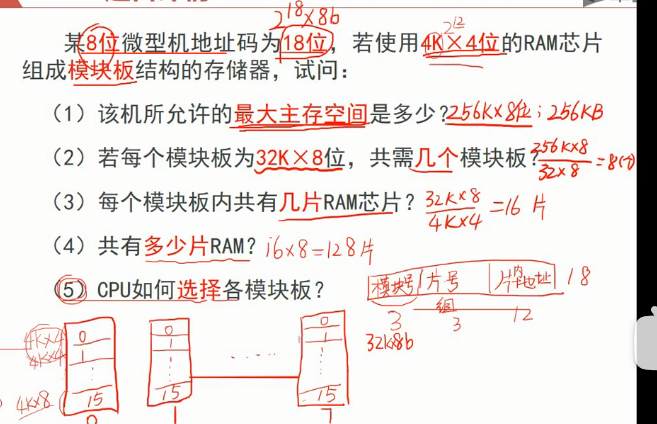 2^18×8b
某8位微型机地址码为18位，若使用4K×4位的RAM芯片
2^12
组成模块板结构的存储器，试问：
（1）该机所允许的最大主存空间是多少？256K×8位；256KB
（2）若每个模块板为32K×8位，共需几个模块板？256K×8/32×8=8(个)
（3）每个模块板内共有几片RAM芯片？32K×8/4K×4=16片
（4）共有多少片RAM？16×8=128片
（5）CPU如何选择各模块板？
模块号 片号 片内地址 18
组
3 3 12
32K×8b
4K×4 0 0 0
4K×4 1 1 1
······
4K×8 15 15 15
0 1 7